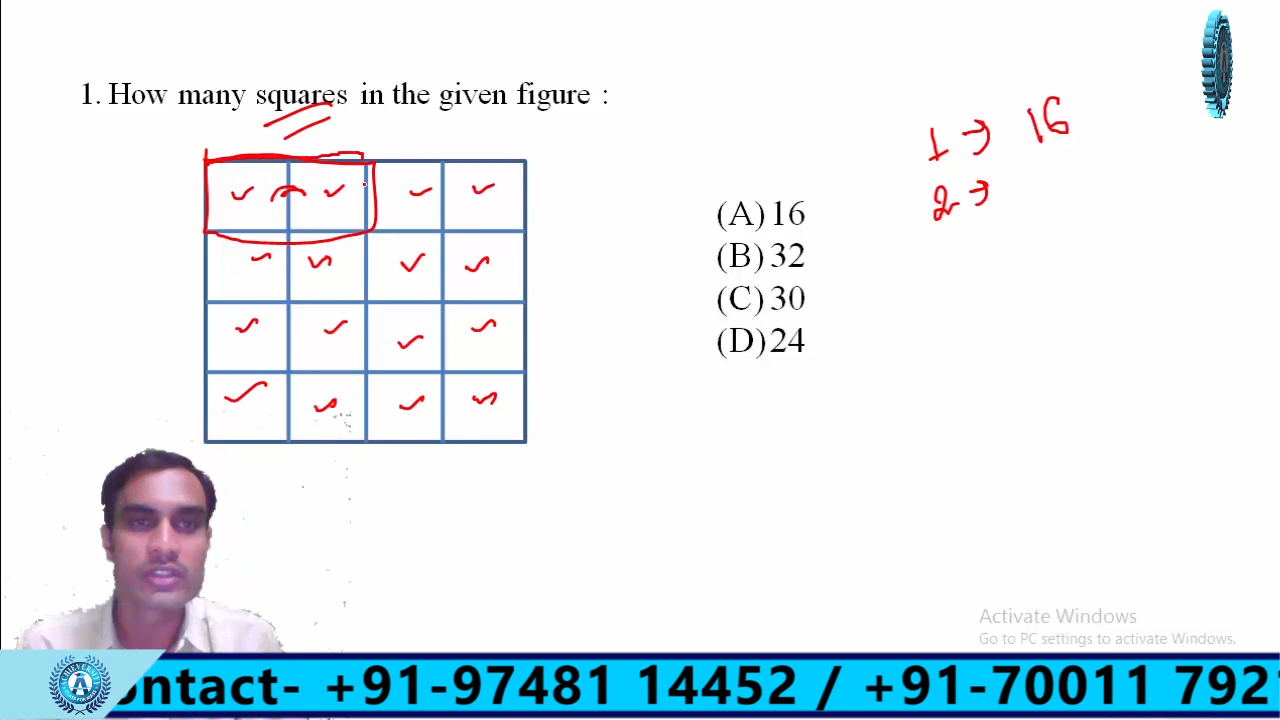 1. How many squares in the given figure :
1 → 16
2 →
(A) 16
(B) 32
(C) 30
(D) 24
Activate Windows
Go to PC settings to activate Windows.
ontact- +91-97481 14452 / +91-70011 792